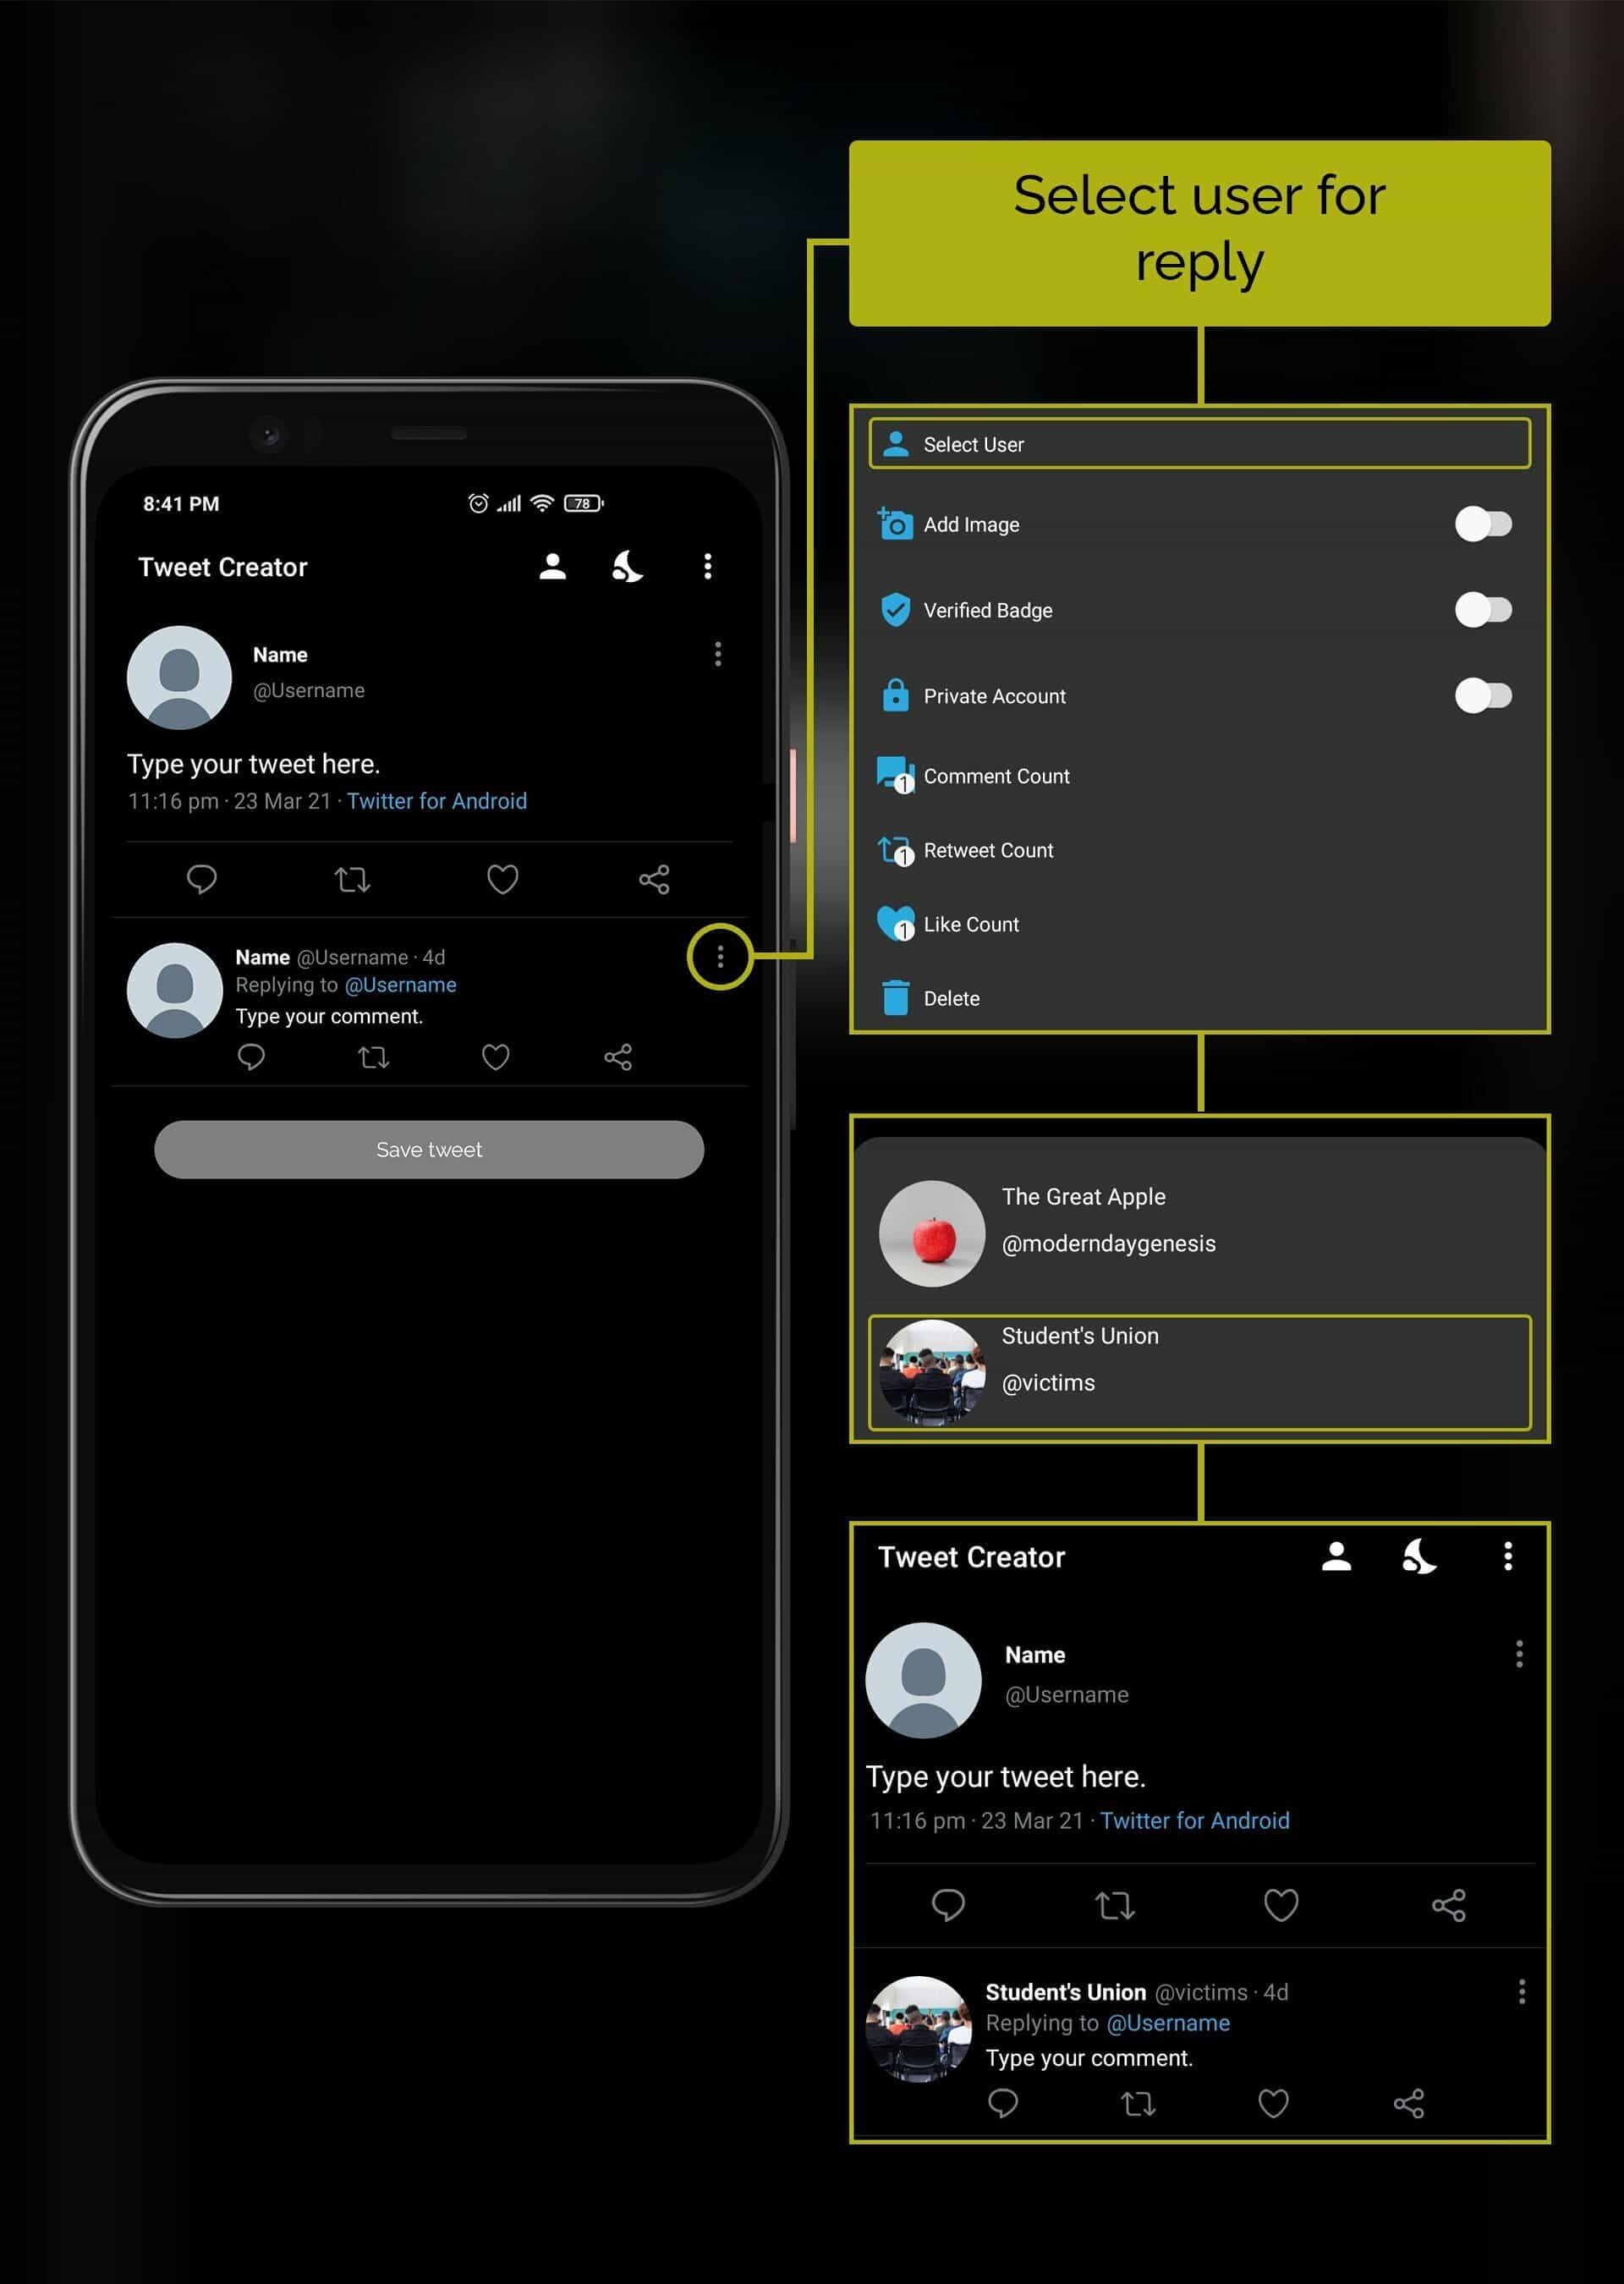 Select user for
reply
8:41 PM
78
Tweet Creator
Name
@Username
Type your tweet here.
11:16 pm · 23 Mar 21 · Twitter for Android
Name @Username · 4d
Replying to @Username
Type your comment.
Save tweet
Select User
Add Image
Verified Badge
Private Account
1
Comment Count
1
Retweet Count
1
Like Count
Delete
The Great Apple
@moderndaygenesis
Student's Union
@victims
Tweet Creator
Name
@Username
Type your tweet here.
11:16 pm · 23 Mar 21 · Twitter for Android
Student's Union @victims · 4d
Replying to @Username
Type your comment.